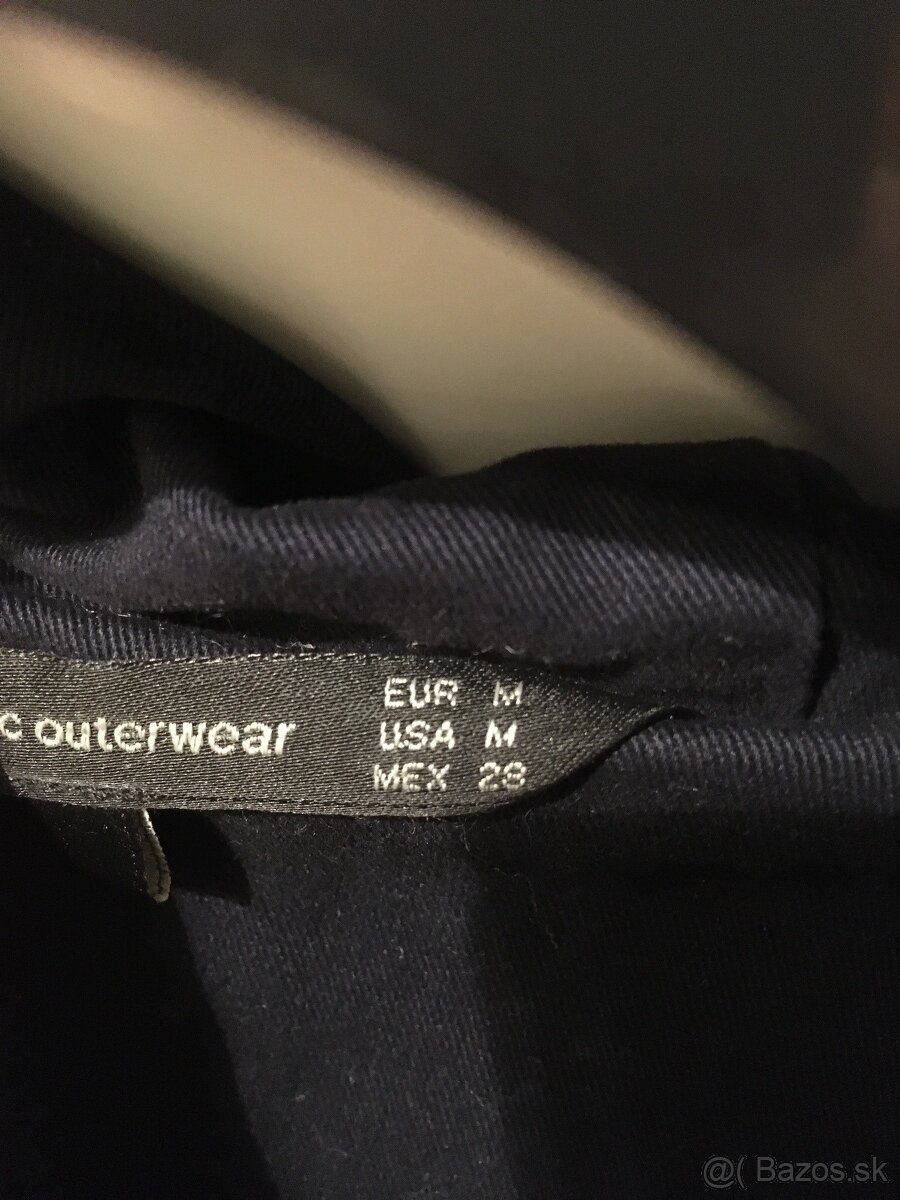 c outerwear
EUR M
USA M
MEX 28
@( Bazos.sk